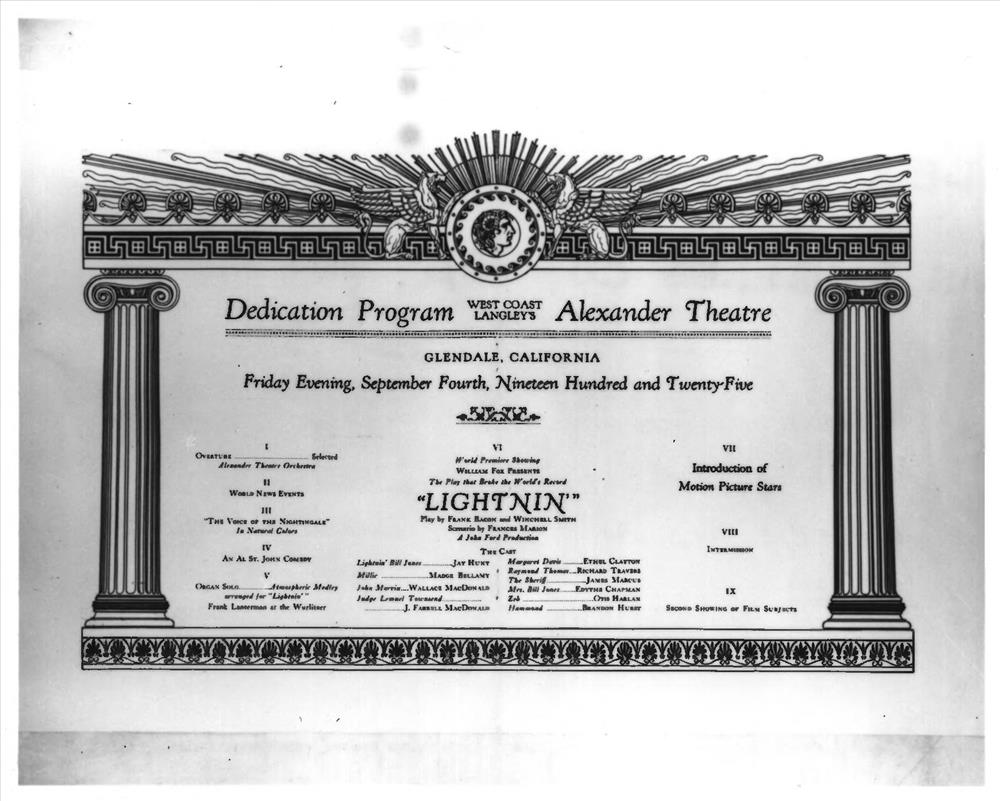 Dedication Program WEST COAST LANGLEY'S Alexander Theatre
GLENDALE, CALIFORNIA
Friday Evening, September Fourth, Nineteen Hundred and Twenty-Five
I
OVERTURE Selected
Alexander Theatre Orchestra
II
WORLD NEWS EVENTS
III
"THE VOICE OF THE NIGHTINGALE"
In Natural Colors
IV
AN AL ST. JOHN COMEDY
V
ORGAN SOLO Atmospheric Medley
arranged for "Lightnin'"
Frank Lanterman at the Wurlitzer
VI
World Premiere Showing
WILLIAM FOX PRESENTS
The Play that Broke the World's Record
"LIGHTNIN'"
Play by FRANK BACON and WINCHELL SMITH
Scenario by FRANCES MARION
A John Ford Production
THE CAST
Lightnin' Bill Jones JAY HUNT
Millie MADGE BELLAMY
John Marvin WALLACE MACDONALD
Judge Lemuel Townsend
J. FARRELL MACDONALD
Margaret Davis ETHEL CLAYTON
Raymond Thomas RICHARD TRAVERS
The Sheriff JAMES MARCUS
Mrs. Bill Jones EDYTHE CHAPMAN
Zeb OTIS HARLAN
Hammond BRANDON HURST
VII
Introduction of
Motion Picture Stars
VIII
INTERMISSION
IX
SECOND SHOWING OF FILM SUBJECTS